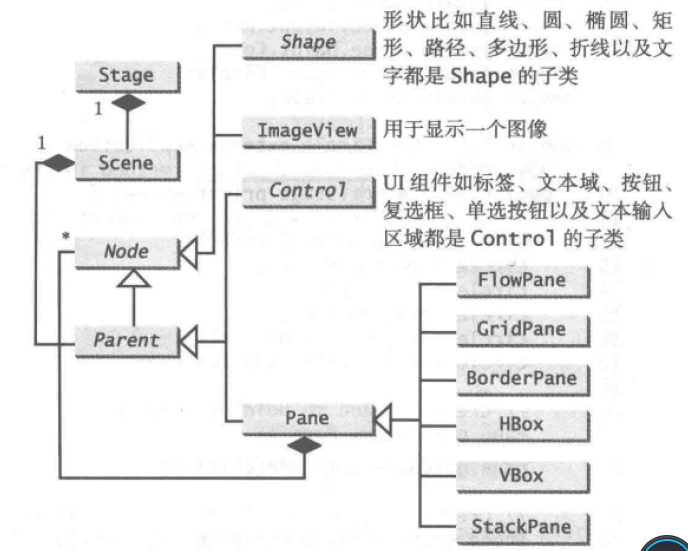 Shape
形状比如直线、圆、椭圆、矩
形、路径、多边形、折线以及文
字都是 Shape 的子类
Stage
1
ImageView
用于显示一个图像
1
Scene
Control
UI 组件如标签、文本域、按钮、
复选框、单选按钮以及文本输入
区域都是 Control 的子类
*
Node
FlowPane
Parent
GridPane
BorderPane
Pane
HBox
VBox
StackPane